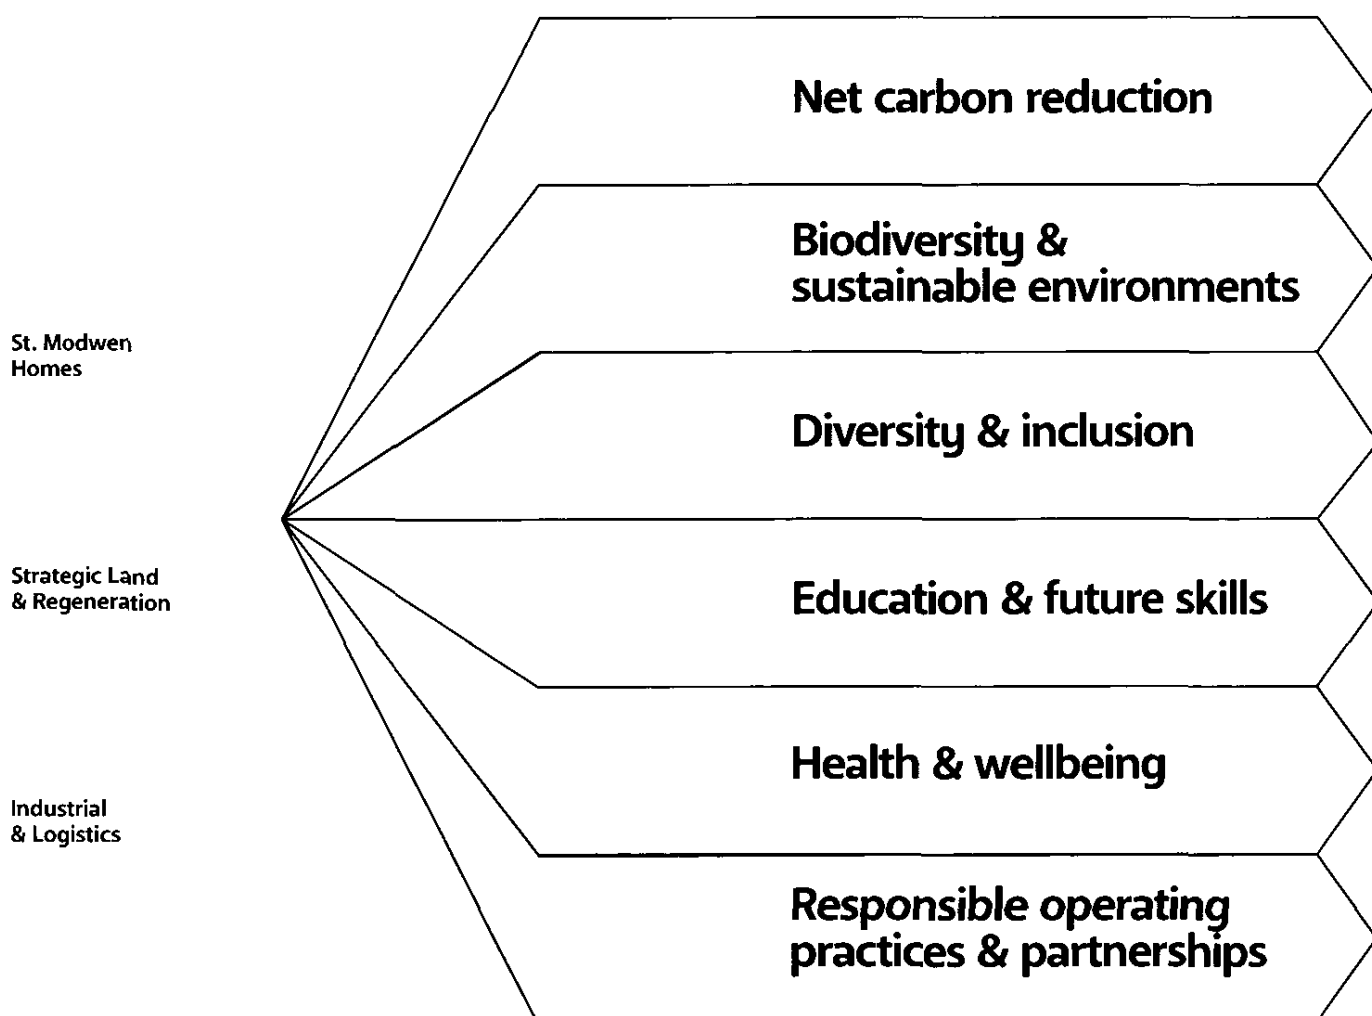 St. Modwen
Homes
Strategic Land
& Regeneration
Industrial
& Logistics
Net carbon reduction
Biodiversity &
sustainable environments
Diversity & inclusion
Education & future skills
Health & wellbeing
Responsible operating
practices & partnerships